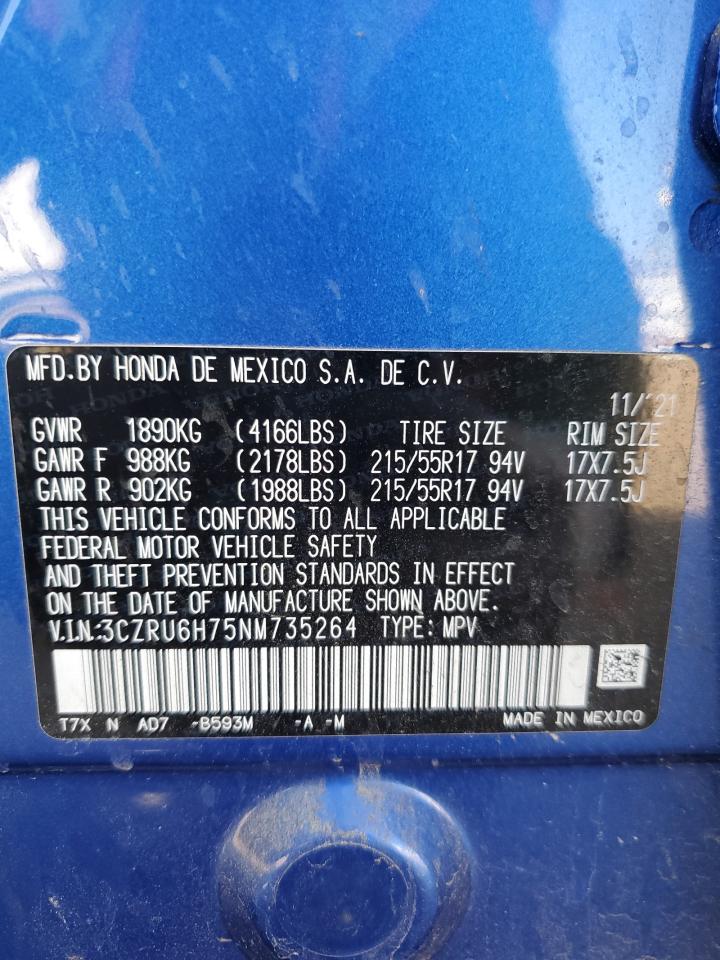 MFD.BY HONDA DE MEXICO S.A. DE C.V.
11/'21
GVWR 1890KG (4166LBS) TIRE SIZE RIM SIZE
GAWR F 988KG (2178LBS) 215/55R17 94V 17X7.5J
GAWR R 902KG (1988LBS) 215/55R17 94V 17X7.5J
THIS VEHICLE CONFORMS TO ALL APPLICABLE
FEDERAL MOTOR VEHICLE SAFETY
AND THEFT PREVENTION STANDARDS IN EFFECT
ON THE DATE OF MANUFACTURE SHOWN ABOVE.
V.I.N.:3CZRU6H75NM735264 TYPE: MPV
T7X N AD7 -B593M -A -M MADE IN MEXICO